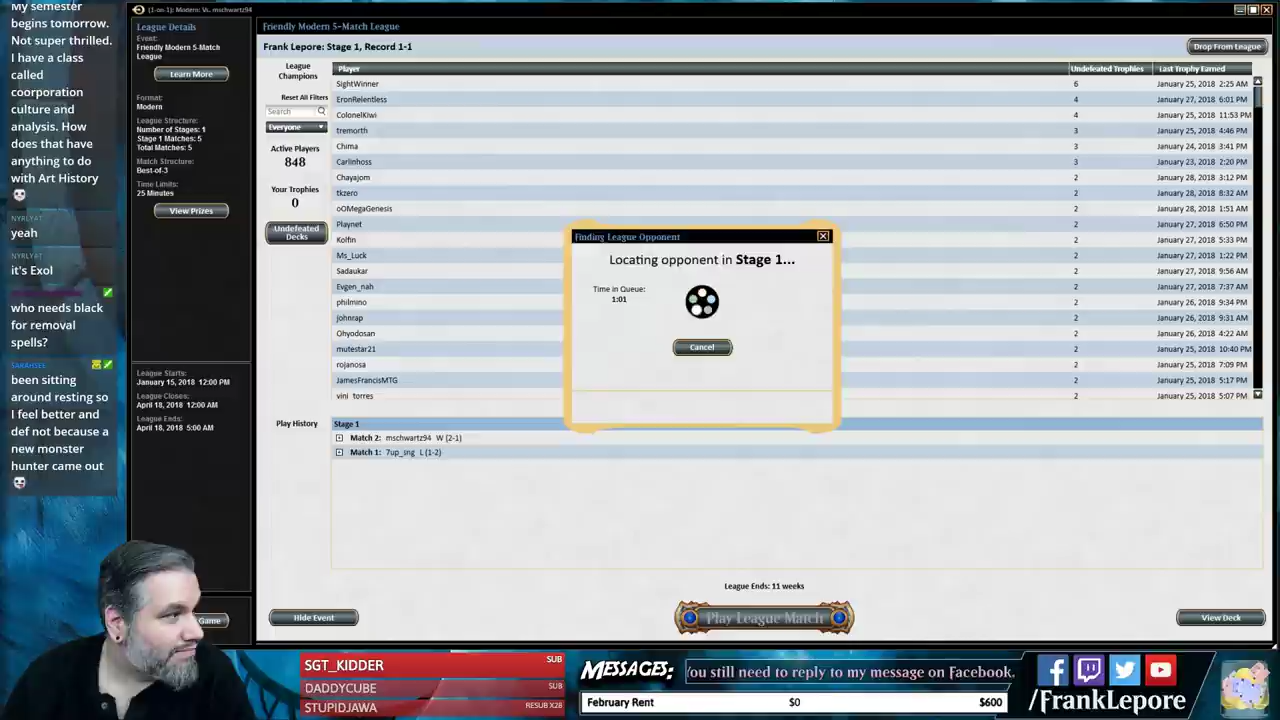 My semester
begins tomorrow.
Not super thrilled.
I have a class
called
coorporation
culture and
analysis. How
does that have
anything to do
with Art History
NYRLYAT
yeah
NYRLYAT
it's Exol
who needs black
for removal
spells?
SARAHSEE
been sitting
around resting so
I feel better and
def not because a
new monster
hunter came out
(1-on-1): Modern: Vs. mschwartz94
League Details
Event:
Friendly Modern 5-Match
League
Learn More
Format:
Modern
League Structure:
Number of Stages: 1
Stage 1 Matches: 5
Total Matches: 5
Match Structure:
Best-of-3
Time Limits:
25 Minutes
View Prizes
League Starts:
January 15, 2018 12:00 PM
League Closes:
April 18, 2018 12:00 AM
League Ends:
April 18, 2018 5:00 AM
Game
Friendly Modern 5-Match League
Frank Lepore: Stage 1, Record 1-1
Drop From League
League
Champions
Reset All Filters
Search
Everyone
Active Players
848
Your Trophies
0
Undefeated
Decks
Player Undefeated Trophies Last Trophy Earned
SightWinner 6 January 25, 2018 2:25 AM
EronRelentless 4 January 27, 2018 6:01 PM
ColonelKiwi 4 January 25, 2018 11:53 PM
tremorth 3 January 25, 2018 4:46 PM
Chima 3 January 24, 2018 3:41 PM
Carlinhoss 3 January 23, 2018 2:20 PM
Chayajom 2 January 28, 2018 3:12 PM
tkzero 2 January 28, 2018 8:32 AM
oOMegaGenesis 2 January 28, 2018 1:51 AM
Playnet 2 January 27, 2018 6:50 PM
Kolfin 2 January 27, 2018 5:33 PM
Ms_Luck 2 January 27, 2018 1:22 PM
Sadaukar 2 January 27, 2018 9:56 AM
Evgen_nah 2 January 27, 2018 7:37 AM
philmino 2 January 26, 2018 9:34 PM
johnrap 2 January 26, 2018 9:31 AM
Ohyodosan 2 January 26, 2018 4:22 AM
mutestar21 2 January 25, 2018 10:40 PM
rojanosa 2 January 25, 2018 7:09 PM
JamesFrancisMTG 2 January 25, 2018 5:17 PM
vini_torres 2 January 25, 2018 5:07 PM
Finding League Opponent
Locating opponent in Stage 1...
Time in Queue:
1:01
Cancel
Play History
Stage 1
Match 2: mschwartz94 W (2-1)
Match 1: 7up_sng L (1-2)
League Ends: 11 weeks
Hide Event
Play League Match
View Deck
SGT_KIDDER SUB
DADDYCUBE SUB
STUPIDJAWA RESUB X28
MESSAGES:
You still need to reply to my message on Facebook.
February Rent $0 $600
/FrankLepore